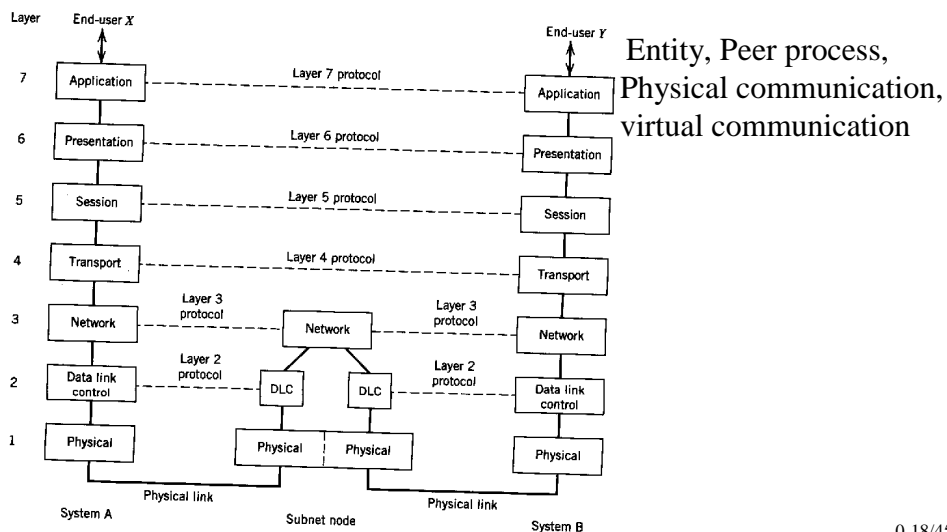 Layer
End-user X
End-user Y
Entity, Peer process,
Physical communication,
virtual communication
7
Application
Layer 7 protocol
Application
6
Presentation
Layer 6 protocol
Presentation
5
Session
Layer 5 protocol
Session
4
Transport
Layer 4 protocol
Transport
3
Network
Layer 3
protocol
Network
Layer 3
protocol
Network
2
Data link
control
Layer 2
protocol
DLC
DLC
Layer 2
protocol
Data link
control
1
Physical
Physical
Physical
Physical
Physical link
Physical link
System A
Subnet node
System B